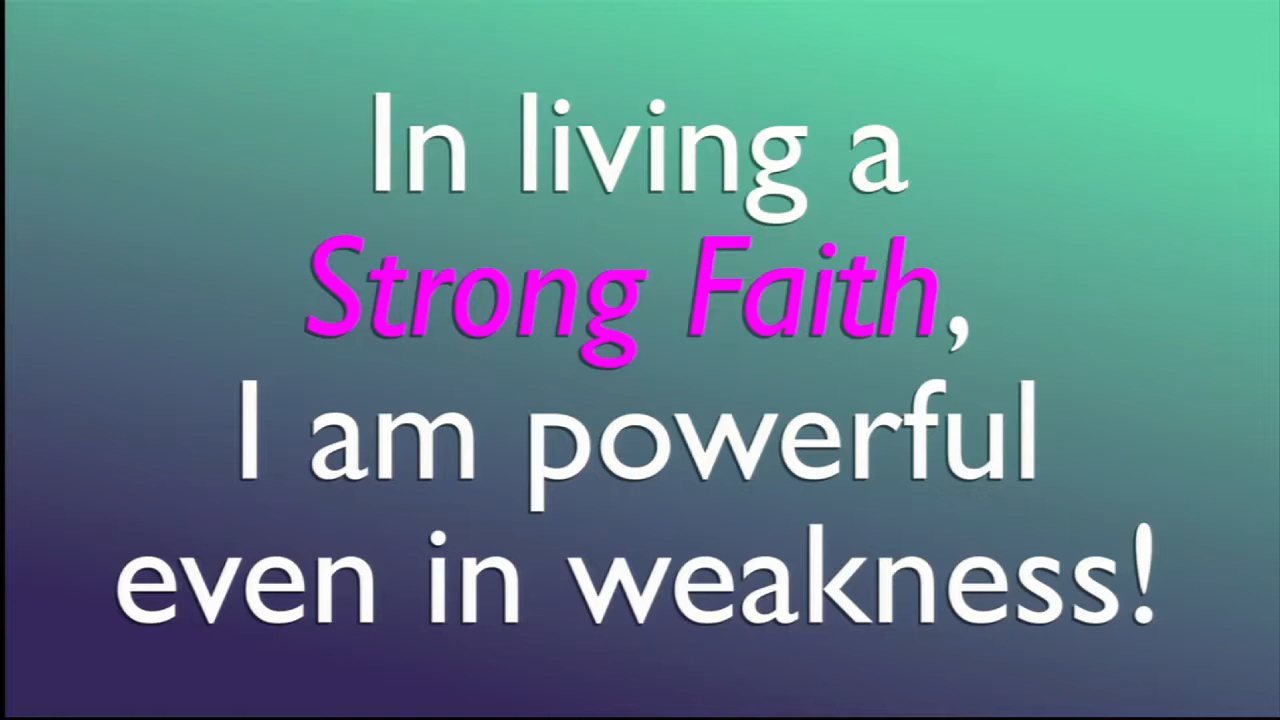 In living a
Strong Faith,
I am powerful
even in weakness!